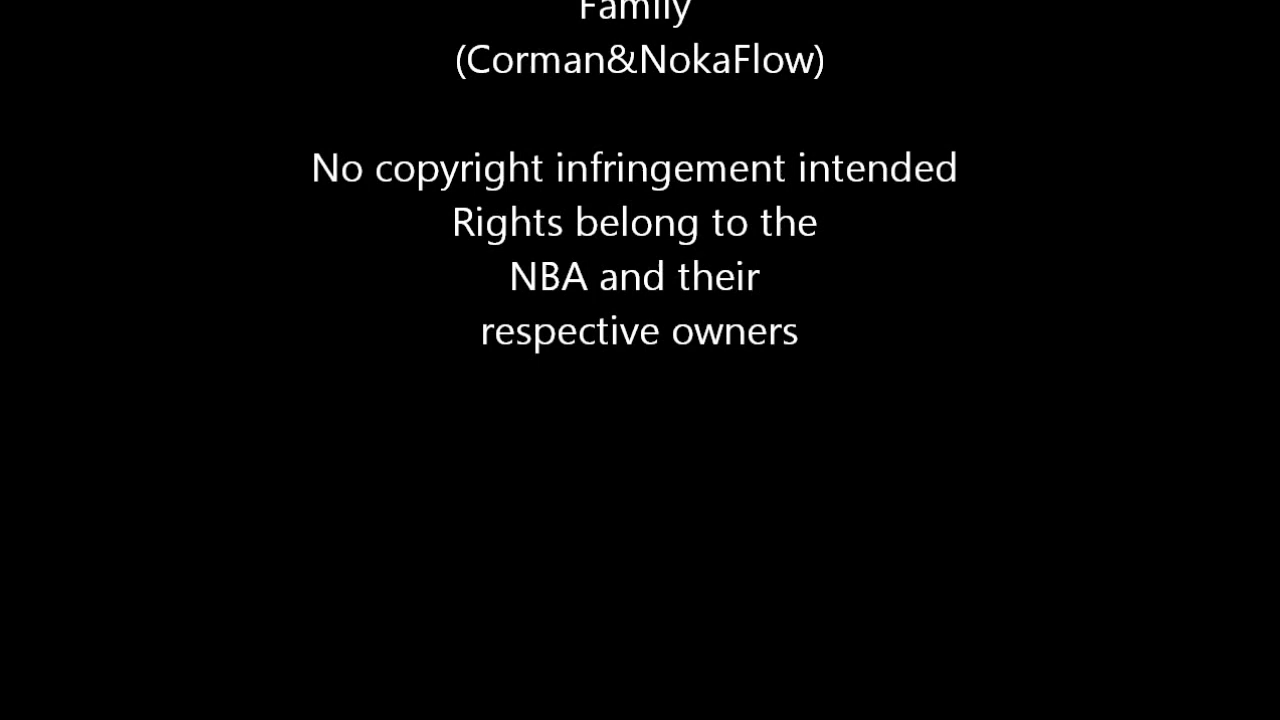 Family
(Corman&NokaFlow)
No copyright infringement intended
Rights belong to the
NBA and their
respective owners